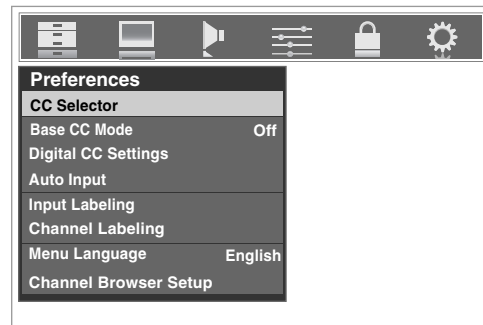 Preferences
CC Selector
Base CC Mode Off
Digital CC Settings
Auto Input
Input Labeling
Channel Labeling
Menu Language English
Channel Browser Setup